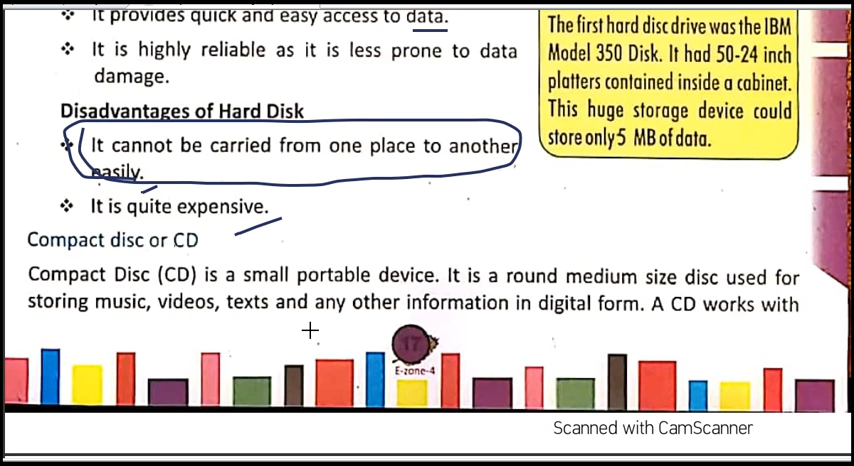 ❖ It provides quick and easy access to data.
❖ It is highly reliable as it is less prone to data
damage.
Disadvantages of Hard Disk
❖ It cannot be carried from one place to another
easily.
❖ It is quite expensive.
Compact disc or CD
Compact Disc (CD) is a small portable device. It is a round medium size disc used for
storing music, videos, texts and any other information in digital form. A CD works with
The first hard disc drive was the IBM
Model 350 Disk. It had 50-24 inch
platters contained inside a cabinet.
This huge storage device could
store only 5 MB of data.
17
E-zone-4
Scanned with CamScanner